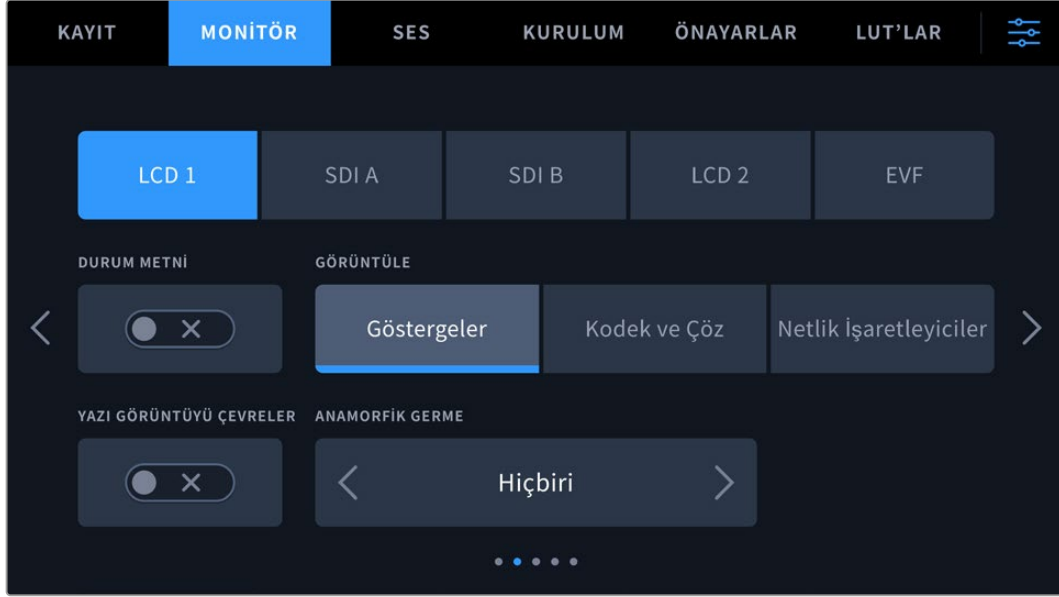 KAYIT MONİTÖR SES KURULUM ÖNAYARLAR LUT'LAR
LCD 1 SDI A SDI B LCD 2 EVF
DURUM METNİ GÖRÜNTÜLE
Göstergeler Kodek ve Çöz Netlik İşaretleyiciler
YAZI GÖRÜNTÜYÜ ÇEVRELER ANAMORFİK GERME
Hiçbiri